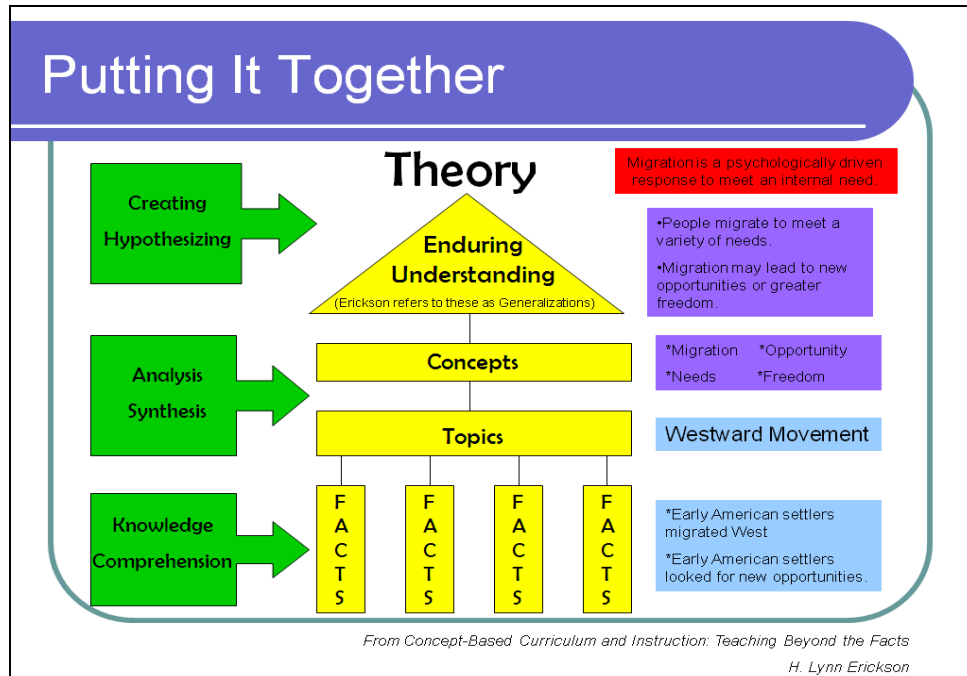 Putting It Together
Theory
Creating
Hypothesizing
Enduring
Understanding
(Erickson refers to these as Generalizations)
Migration is a psychologically driven
response to meet an internal need.
•People migrate to meet a
variety of needs.
•Migration may lead to new
opportunities or greater
freedom.
Analysis
Synthesis
Concepts
*Migration *Opportunity
*Needs *Freedom
Topics
Westward Movement
Knowledge
Comprehension
FACTS
FACTS
FACTS
FACTS
*Early American settlers
migrated West
*Early American settlers
looked for new opportunities.
From Concept-Based Curriculum and Instruction: Teaching Beyond the Facts
H. Lynn Erickson